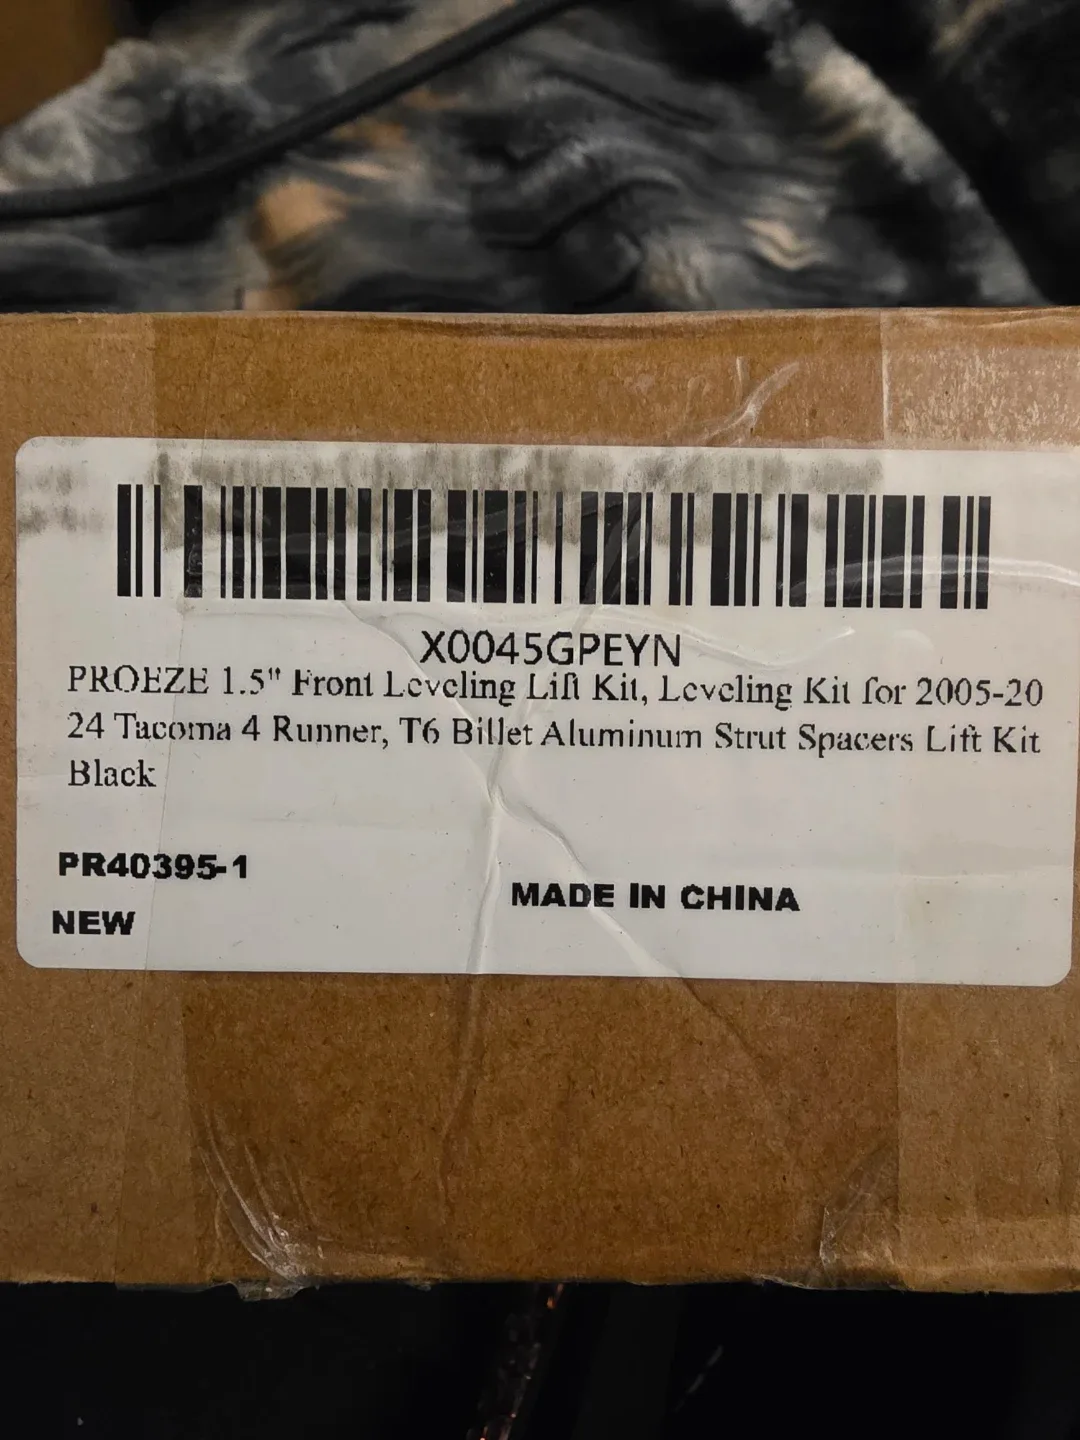 X0045GPEYN
PROEZE 1.5" Front Leveling Lift Kit, Leveling Kit for 2005-20
24 Tacoma 4 Runner, T6 Billet Aluminum Strut Spacers Lift Kit
Black
PR40395-1
MADE IN CHINA
NEW